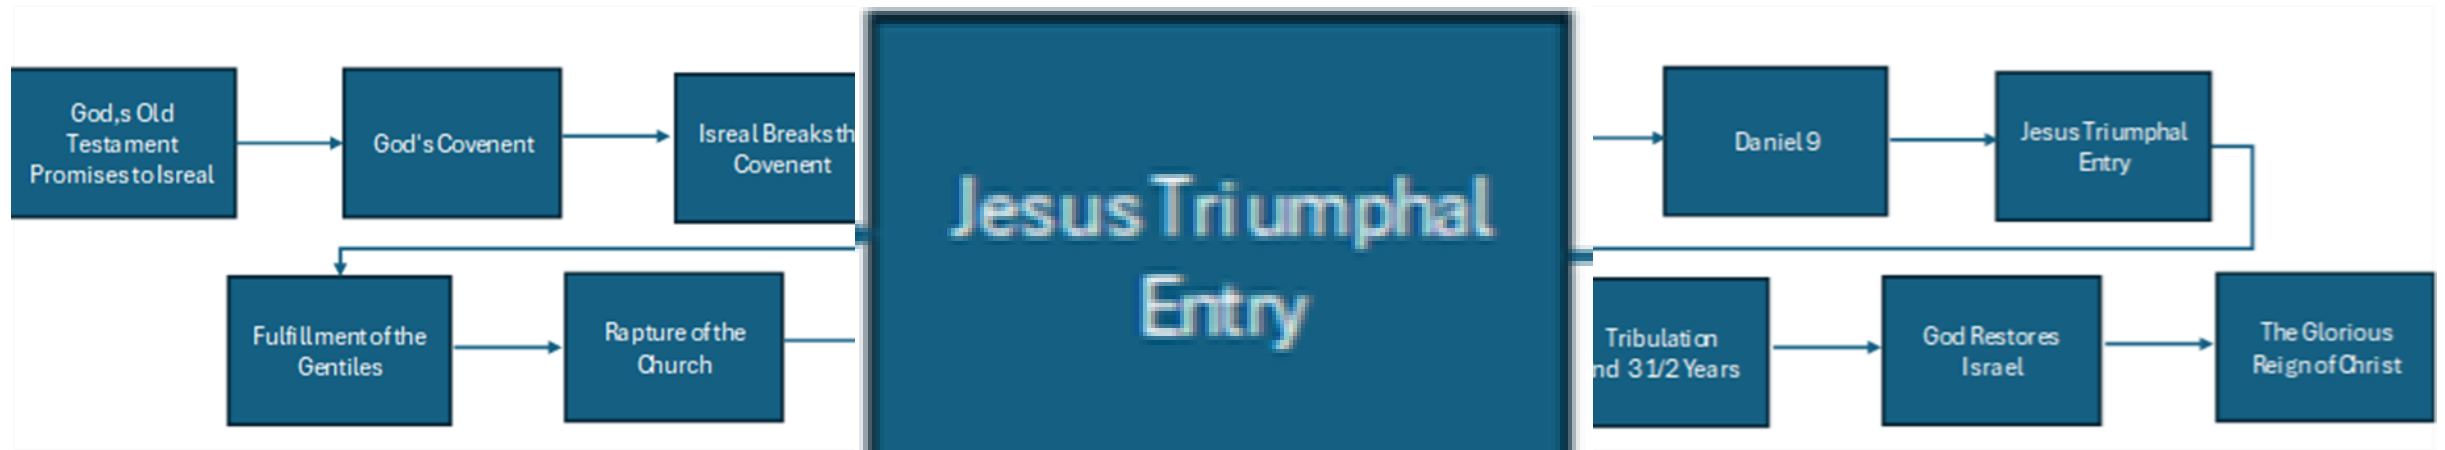 God,s Old
Testament
Promises to Isreal
God's Covenent
Isreal Breaks th
Covenent
Jesus Triumphal
Entry
Daniel 9
Jesus Triumphal
Entry
Fulfillment of the
Gentiles
Rapture of the
Church
Tribulation
nd 3 1/2 Years
God Restores
Israel
The Glorious
Reign of Christ